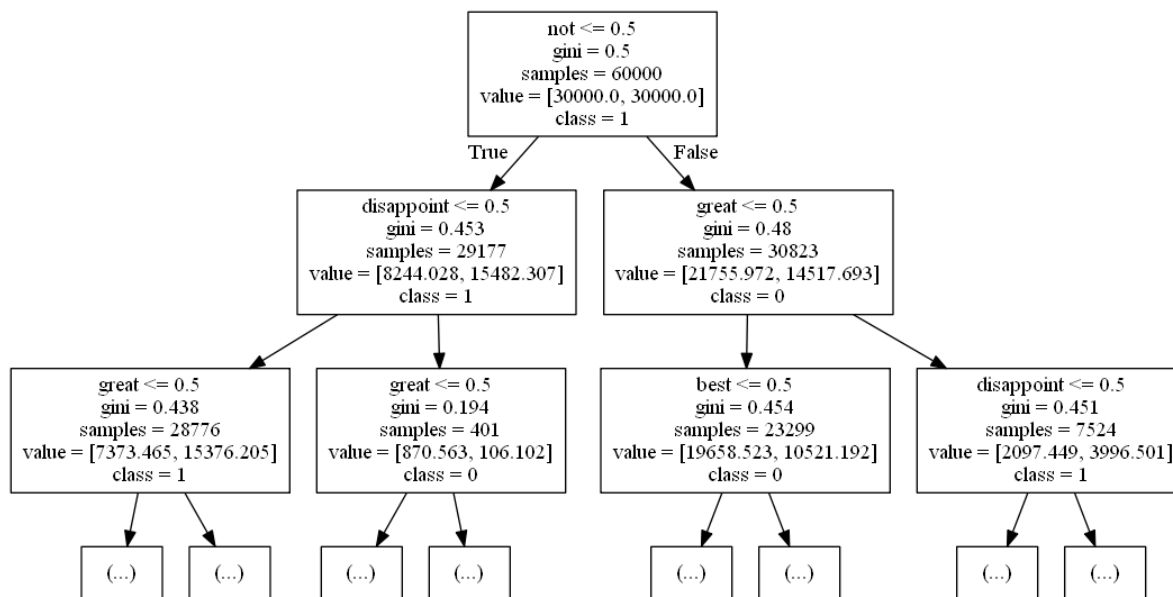 not <= 0.5
gini = 0.5
samples = 60000
value = [30000.0, 30000.0]
class = 1
True
False
disappoint <= 0.5
gini = 0.453
samples = 29177
value = [8244.028, 15482.307]
class = 1
great <= 0.5
gini = 0.48
samples = 30823
value = [21755.972, 14517.693]
class = 0
great <= 0.5
gini = 0.438
samples = 28776
value = [7373.465, 15376.205]
class = 1
great <= 0.5
gini = 0.194
samples = 401
value = [870.563, 106.102]
class = 0
best <= 0.5
gini = 0.454
samples = 23299
value = [19658.523, 10521.192]
class = 0
disappoint <= 0.5
gini = 0.451
samples = 7524
value = [2097.449, 3996.501]
class = 1
(...)
(...)
(...)
(...)
(...)
(...)
(...)
(...)